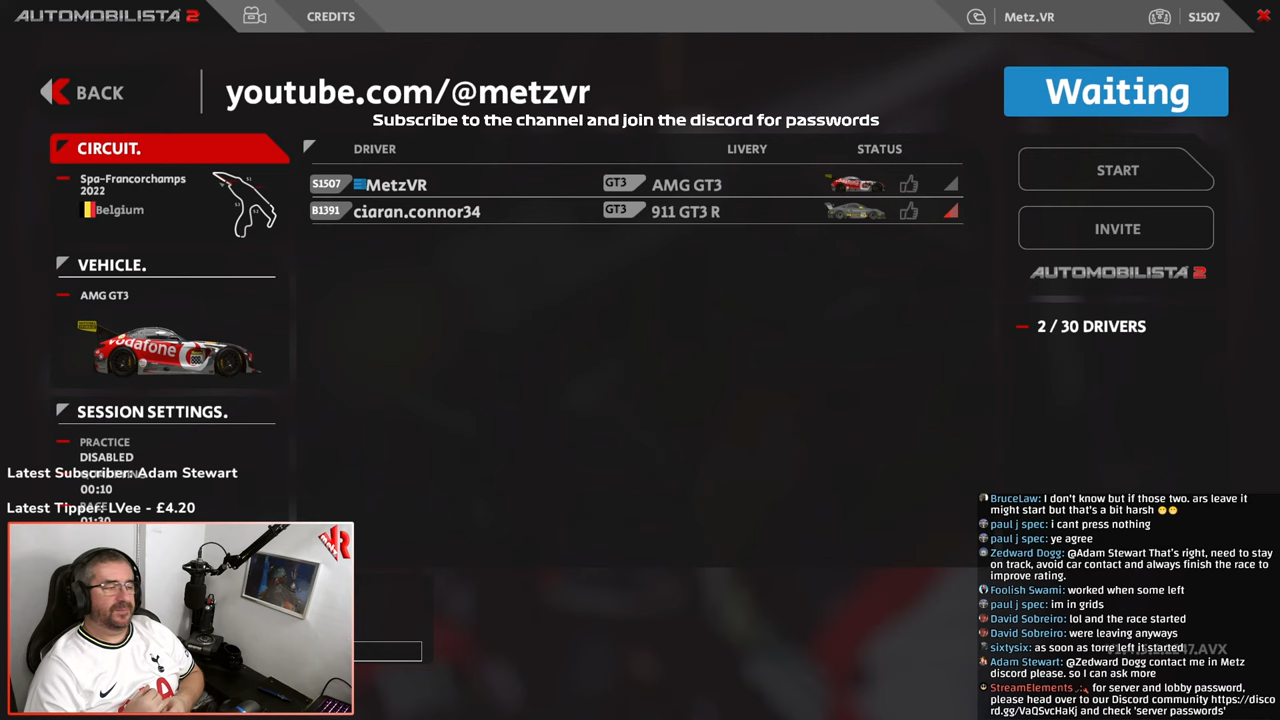 AUTOMOBILISTA 2
CREDITS
Metz.VR
S1507
BACK
youtube.com/@metzvr
Subscribe to the channel and join the discord for passwords
Waiting
CIRCUIT.
Spa-Francorchamps
2022
Belgium
DRIVER
LIVERY
STATUS
S1507 MetzVR GT3 AMG GT3
B1391 ciaran.connor34 GT3 911 GT3 R
START
INVITE
AUTOMOBILISTA 2
2 / 30 DRIVERS
VEHICLE.
AMG GT3
vodafone
SESSION SETTINGS.
PRACTICE
DISABLED
Latest Subscriber: Adam Stewart
00:10
Latest Tipper: LVee - £4.20
01:30
BruceLaw: I don't know but if those two. ars leave it
might start but that's a bit harsh 😬😬
paul j spec: i cant press nothing
paul j spec: ye agree
Zedward Dogg: @Adam Stewart That's right, need to stay
on track, avoid car contact and always finish the race to
improve rating.
Foolish Swami: worked when some left
paul j spec: im in grids
David Sobreiro: lol and the race started
David Sobreiro: were leaving anyways
sixtysix: as soon as torre left it started
Adam Stewart: @Zedward Dogg contact me in Metz
discord please. so I can ask more
StreamElements: for server and lobby password,
please head over to our Discord community https://disco
rd.gg/VaQSvcHaKj and check 'server passwords'